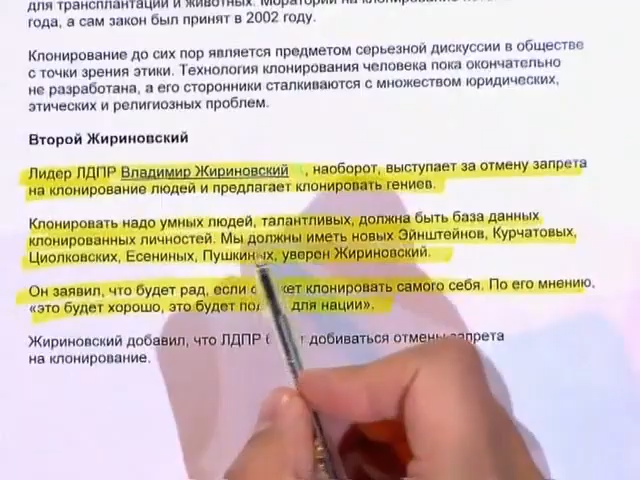 для трансплантации и животных. Мораторий на клонирование
года, а сам закон был принят в 2002 году.
Клонирование до сих пор является предметом серьезной дискуссии в обществе
с точки зрения этики. Технология клонирования человека пока окончательно
не разработана, а его сторонники сталкиваются с множеством юридических,
этических и религиозных проблем.
Второй Жириновский
Лидер ЛДПР Владимир Жириновский , наоборот, выступает за отмену запрета
на клонирование людей и предлагает клонировать гениев.
Клонировать надо умных людей, талантливых, должна быть база данных
клонированных личностей. Мы должны иметь новых Эйнштейнов, Курчатовых,
Циолковских, Есениных, Пушкиных, уверен Жириновский.
Он заявил, что будет рад, если клонировать самого себя. По его мнению,
«это будет хорошо, это будет для нации».
Жириновский добавил, что ЛДПР добиваться отмены запрета
на клонирование.